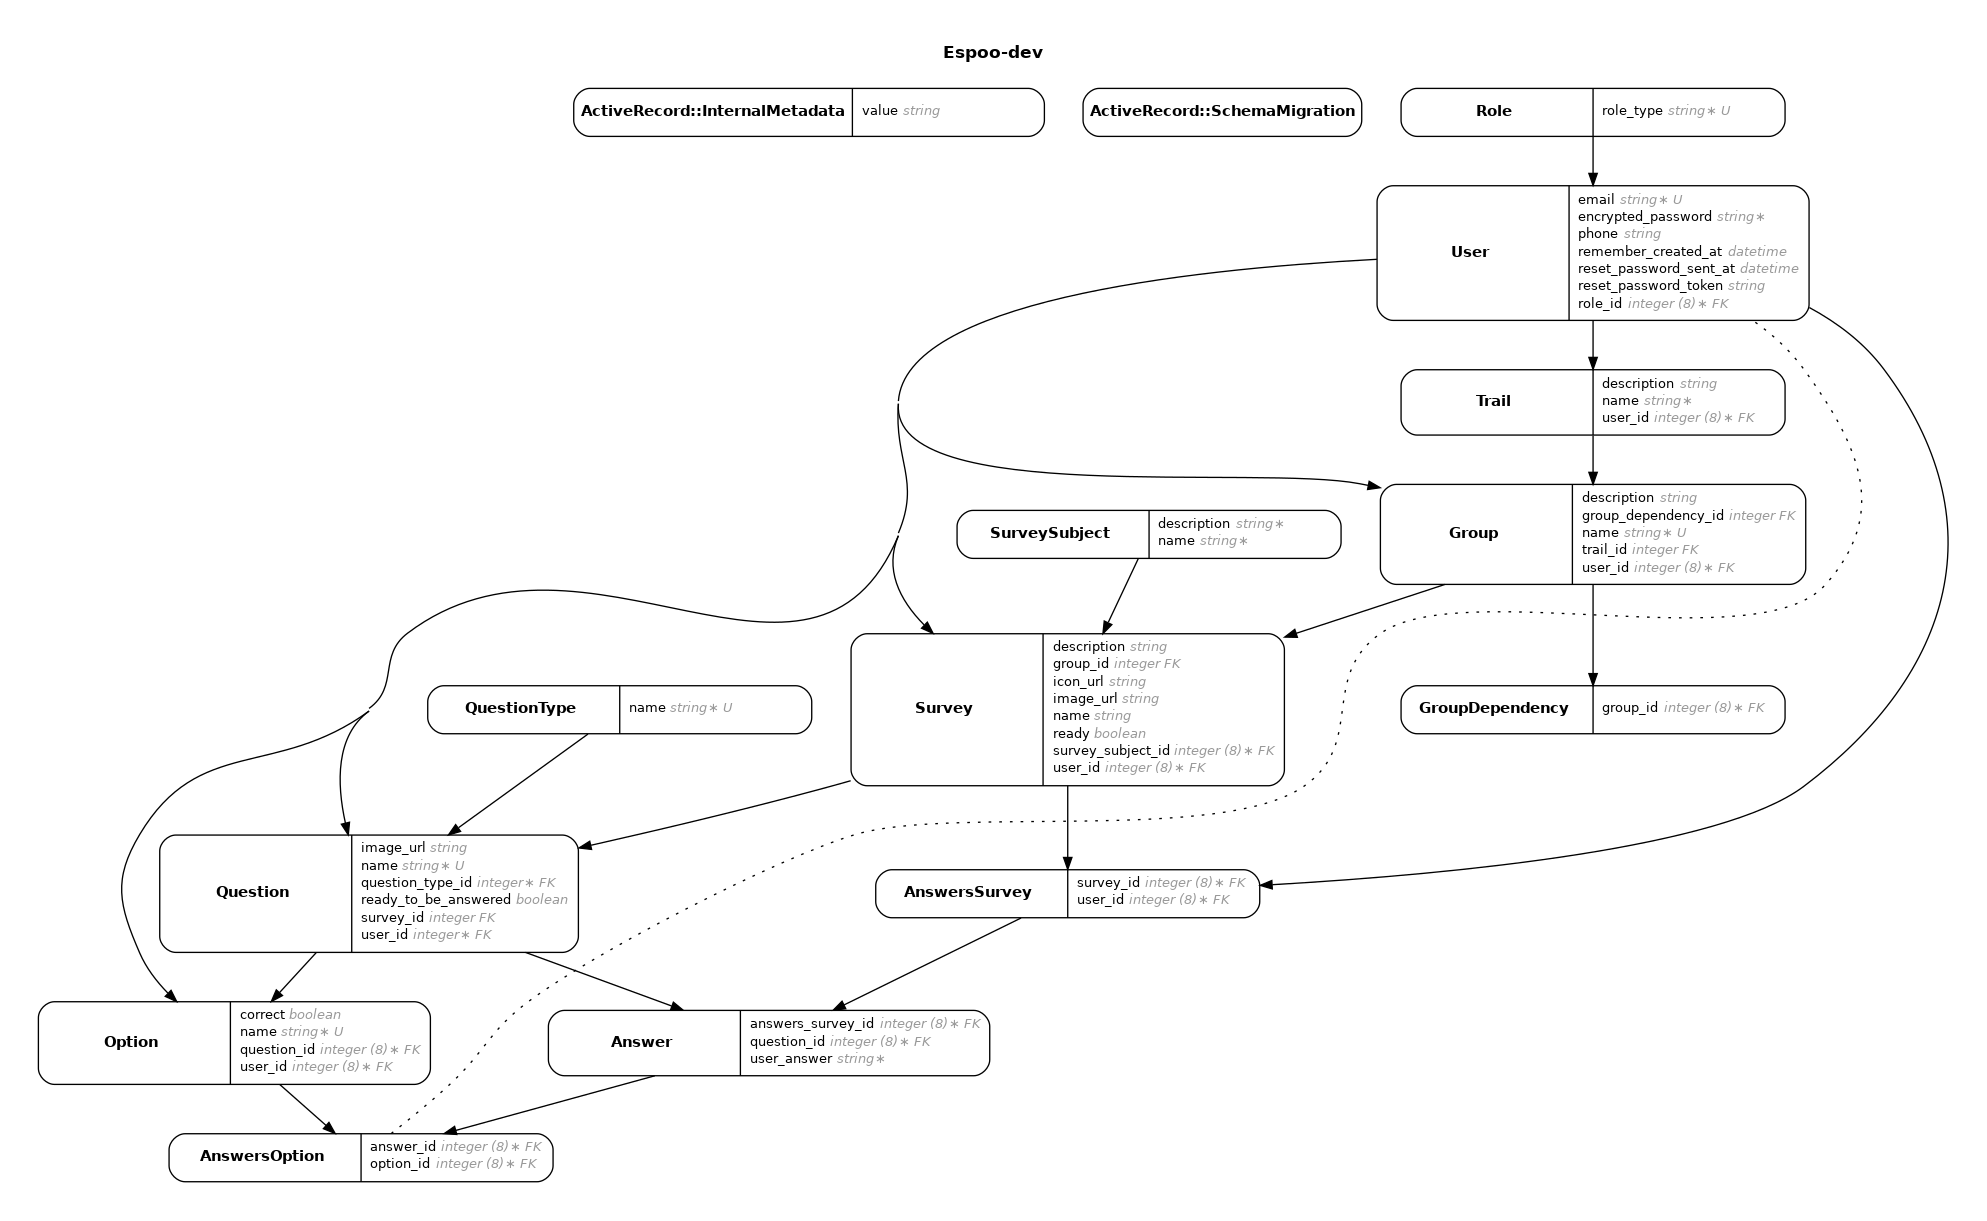 Espoo-dev
ActiveRecord::InternalMetadata
value string
ActiveRecord::SchemaMigration
Role
role_type string∗ U
User
email string∗ U
encrypted_password string∗
phone string
remember_created_at datetime
reset_password_sent_at datetime
reset_password_token string
role_id integer (8)∗ FK
Trail
description string
name string∗
user_id integer (8)∗ FK
SurveySubject
description string∗
name string∗
Group
description string
group_dependency_id integer FK
name string∗ U
trail_id integer FK
user_id integer (8)∗ FK
QuestionType
name string∗ U
Survey
description string
group_id integer FK
icon_url string
image_url string
name string
ready boolean
survey_subject_id integer (8)∗ FK
user_id integer (8)∗ FK
GroupDependency
group_id integer (8)∗ FK
Question
image_url string
name string∗ U
question_type_id integer∗ FK
ready_to_be_answered boolean
survey_id integer FK
user_id integer∗ FK
AnswersSurvey
survey_id integer (8)∗ FK
user_id integer (8)∗ FK
Option
correct boolean
name string∗ U
question_id integer (8)∗ FK
user_id integer (8)∗ FK
Answer
answers_survey_id integer (8)∗ FK
question_id integer (8)∗ FK
user_answer string∗
AnswersOption
answer_id integer (8)∗ FK
option_id integer (8)∗ FK